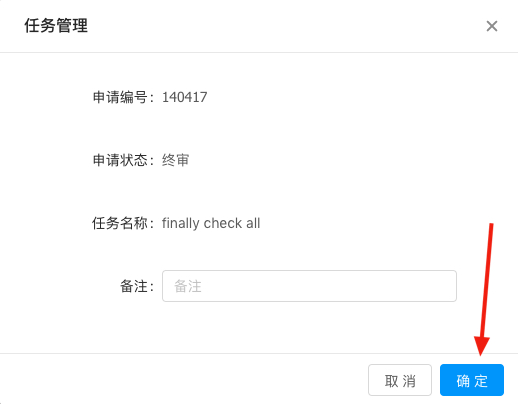 任务管理
申请编号：140417
申请状态：终审
任务名称：finally check all
备注：备注
取 消 确 定